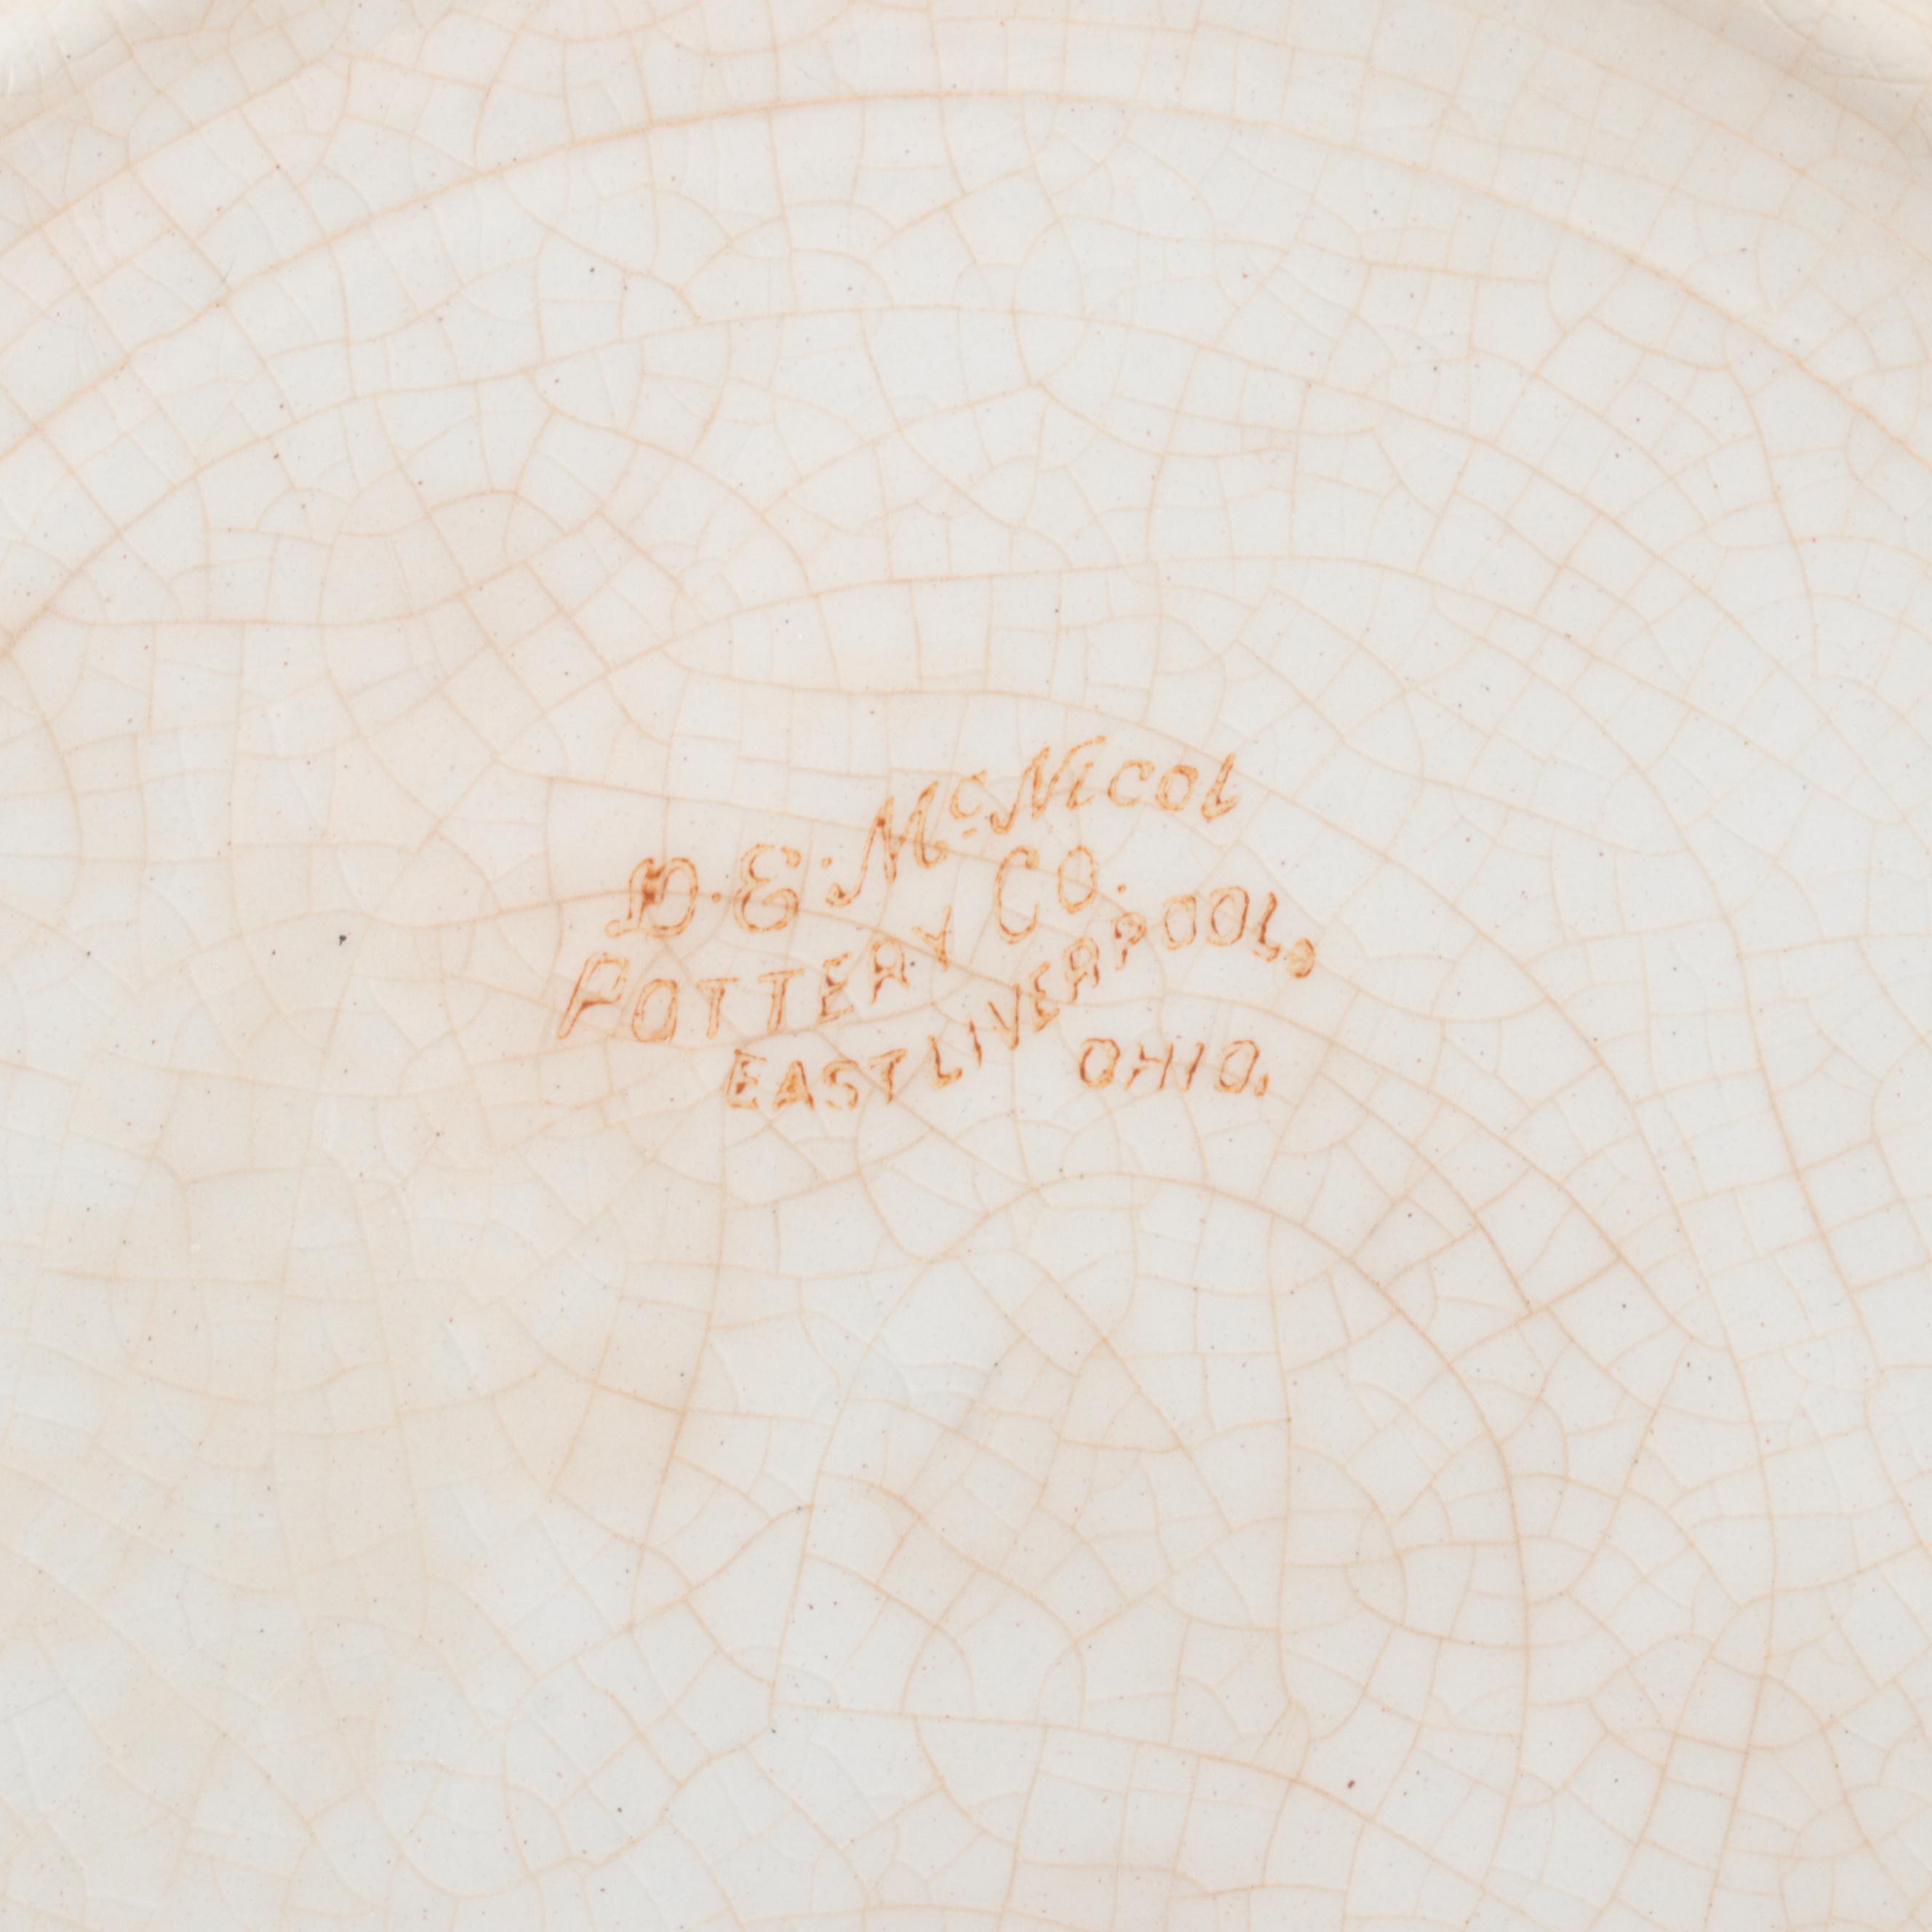 D.E. McNicol
POTTERY CO.
EAST LIVERPOOL,
OHIO.